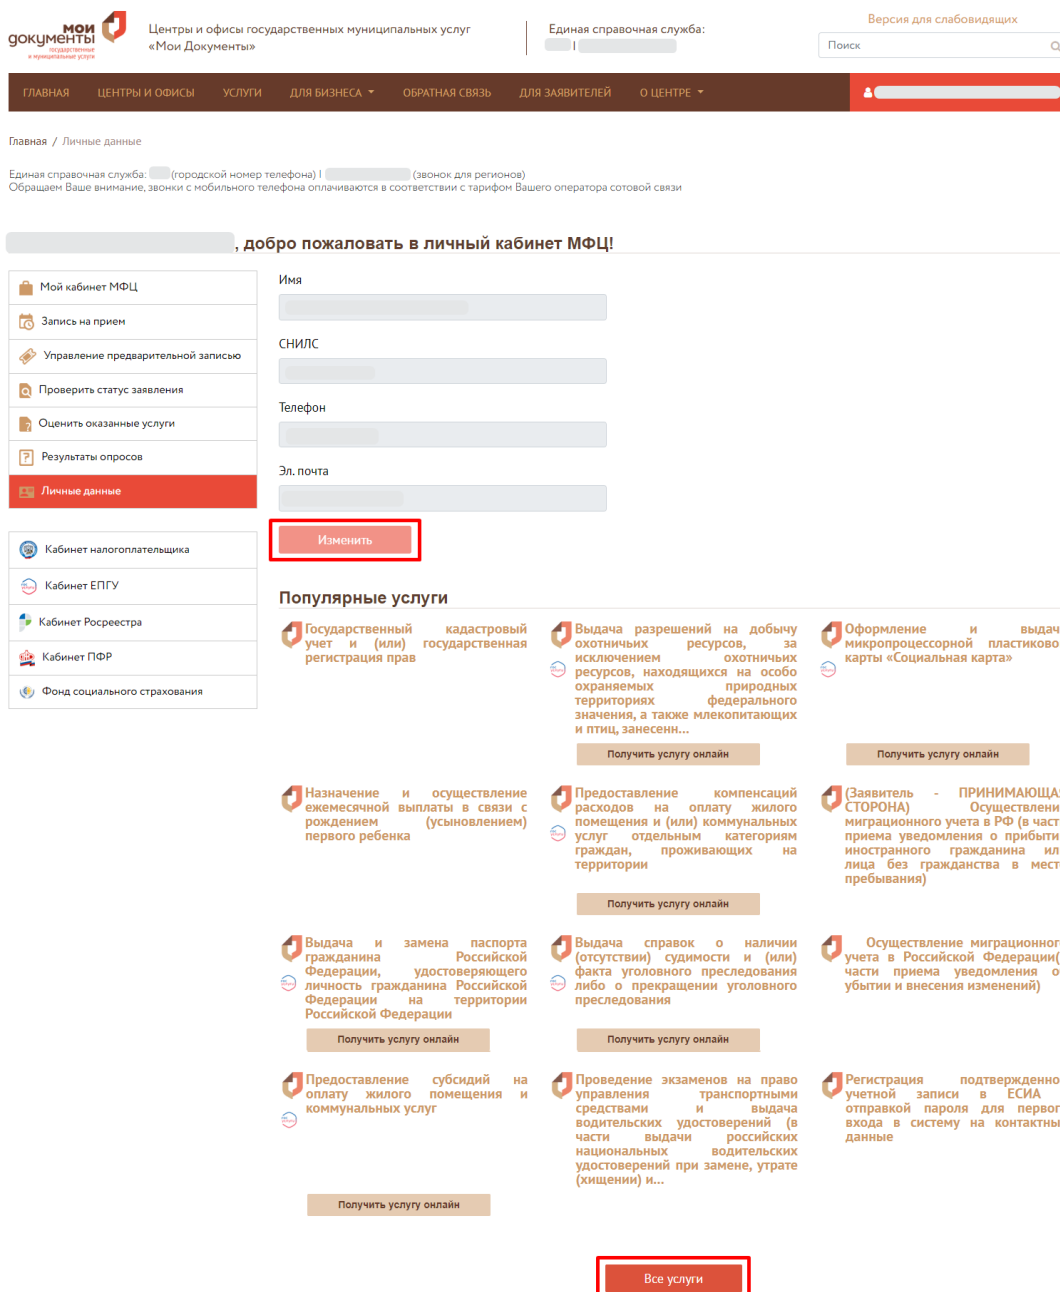 мои
документы
государственные
и муниципальные услуги
Центры и офисы государственных муниципальных услуг
«Мои Документы»
Единая справочная служба:
|
Версия для слабовидящих
Поиск
ГЛАВНАЯ ЦЕНТРЫ И ОФИСЫ УСЛУГИ ДЛЯ БИЗНЕСА ОБРАТНАЯ СВЯЗЬ ДЛЯ ЗАЯВИТЕЛЕЙ О ЦЕНТРЕ
Главная / Личные данные
Единая справочная служба: (городской номер телефона) | (звонок для регионов)
Обращаем Ваше внимание, звонки с мобильного телефона оплачиваются в соответствии с тарифом Вашего оператора сотовой связи
, добро пожаловать в личный кабинет МФЦ!
Мой кабинет МФЦ
Запись на прием
Управление предварительной записью
Проверить статус заявления
Оценить оказанные услуги
Результаты опросов
Личные данные
Кабинет налогоплательщика
Кабинет ЕПГУ
Кабинет Росреестра
Кабинет ПФР
Фонд социального страхования
Имя
СНИЛС
Телефон
Эл. почта
Изменить
Популярные услуги
Государственный кадастровый
учет и (или) государственная
регистрация прав
Выдача разрешений на добычу
охотничьих ресурсов, за
исключением охотничьих
ресурсов, находящихся на особо
охраняемых природных
территориях федерального
значения, а также млекопитающих
и птиц, занесенн...
Получить услугу онлайн
Оформление и выдач
микропроцессорной пластиково
карты «Социальная карта»
Получить услугу онлайн
Назначение и осуществление
ежемесячной выплаты в связи с
рождением (усыновлением)
первого ребенка
Предоставление компенсаций
расходов на оплату жилого
помещения и (или) коммунальных
услуг отдельным категориям
граждан, проживающих на
территории
Получить услугу онлайн
(Заявитель - ПРИНИМАЮЩАЯ
СТОРОНА) Осуществлени
миграционного учета в РФ (в част
приема уведомления о прибыти
иностранного гражданина ил
лица без гражданства в мест
пребывания)
Выдача и замена паспорта
гражданина Российской
Федерации, удостоверяющего
личность гражданина Российской
Федерации на территории
Российской Федерации
Получить услугу онлайн
Выдача справок о наличии
(отсутствии) судимости и (или)
факта уголовного преследования
либо о прекращении уголовного
преследования
Получить услугу онлайн
Осуществление миграционног
учета в Российской Федерации(
части приема уведомления о
убытии и внесения изменений)
Предоставление субсидий на
оплату жилого помещения и
коммунальных услуг
Получить услугу онлайн
Проведение экзаменов на право
управления транспортными
средствами и выдача
водительских удостоверений (в
части выдачи российских
национальных водительских
удостоверений при замене, утрате
(хищении) и...
Регистрация подтвержденно
учетной записи в ЕСИА
отправкой пароля для первог
входа в систему на контактны
данные
Все услуги